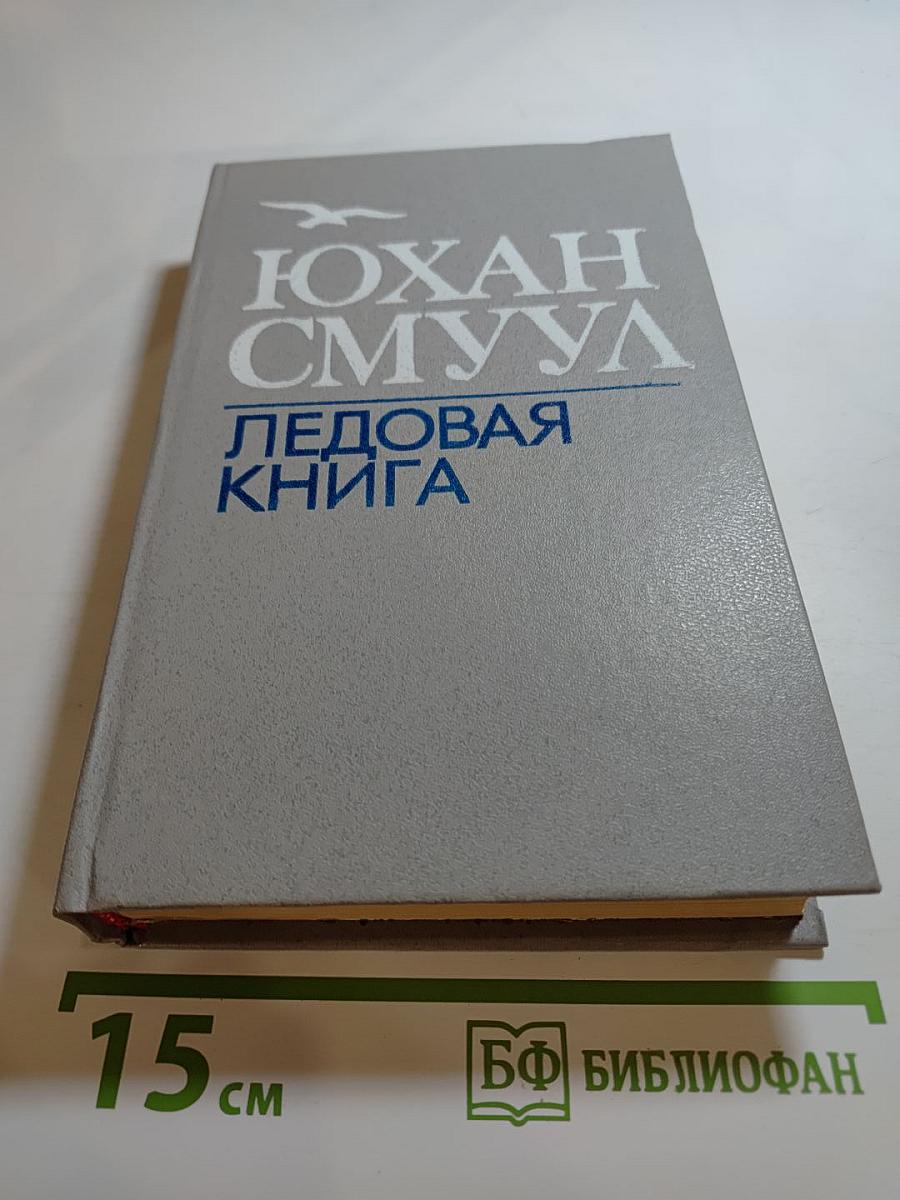 ЮХАН
СМУУЛ
ЛЕДОВАЯ
КНИГА
15 см
БФ БИБЛИОФАН